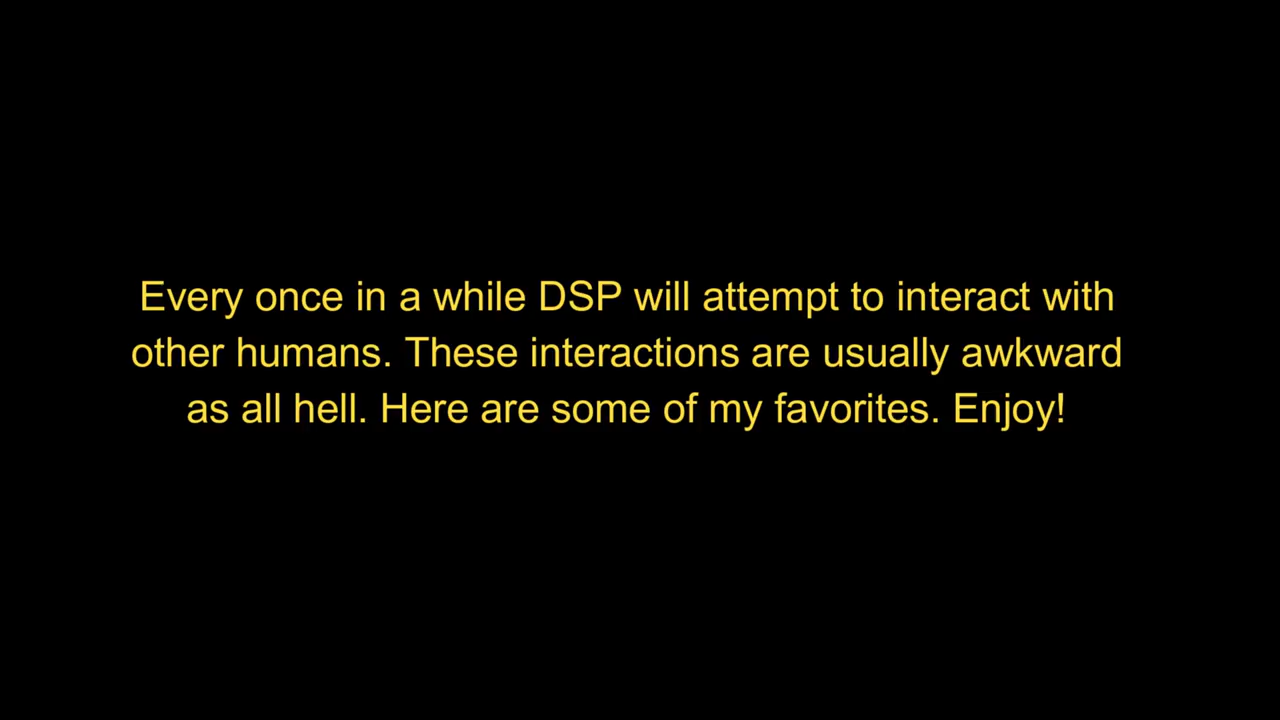 Every once in a while DSP will attempt to interact with
other humans. These interactions are usually awkward
as all hell. Here are some of my favorites. Enjoy!